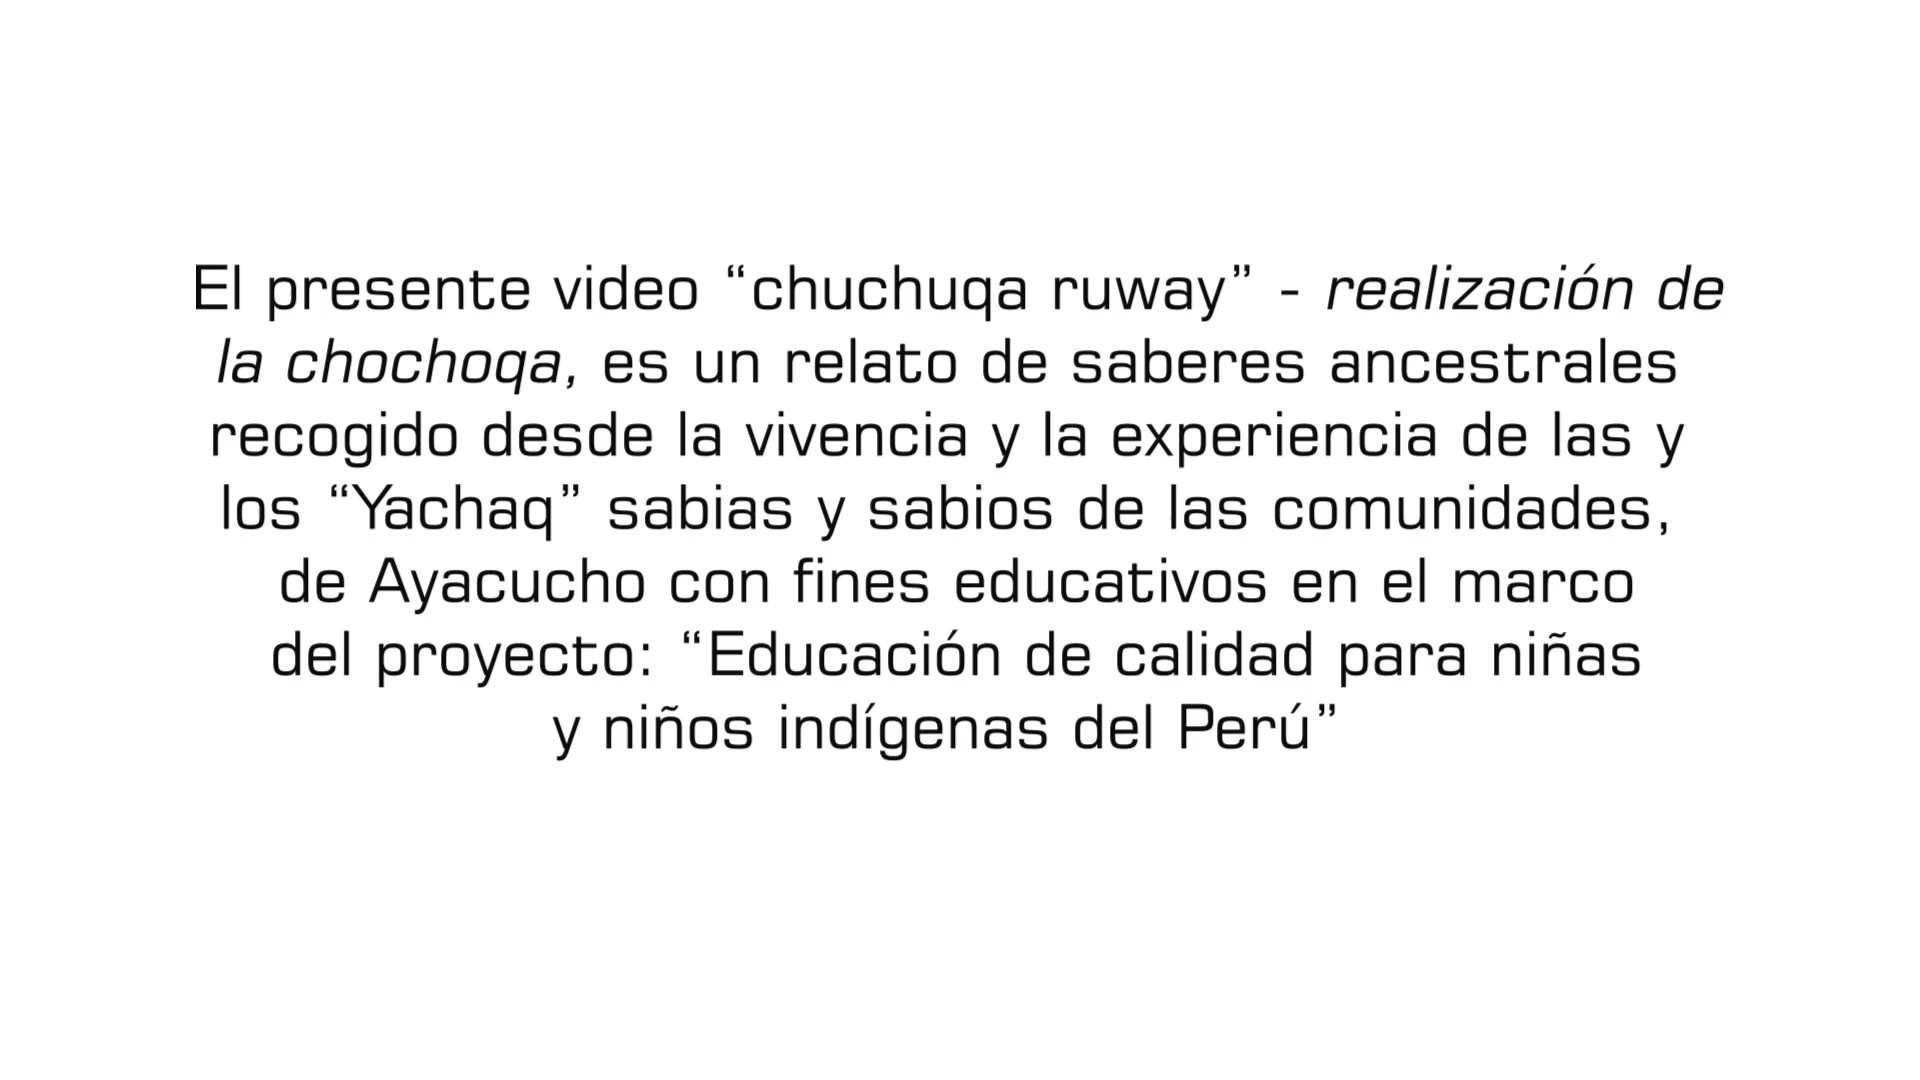 El presente video “chuchuqa ruway” - realización de
la chochoqa, es un relato de saberes ancestrales
recogido desde la vivencia y la experiencia de las y
los “Yachaq” sabias y sabios de las comunidades,
de Ayacucho con fines educativos en el marco
del proyecto: “Educación de calidad para niñas
y niños indígenas del Perú”